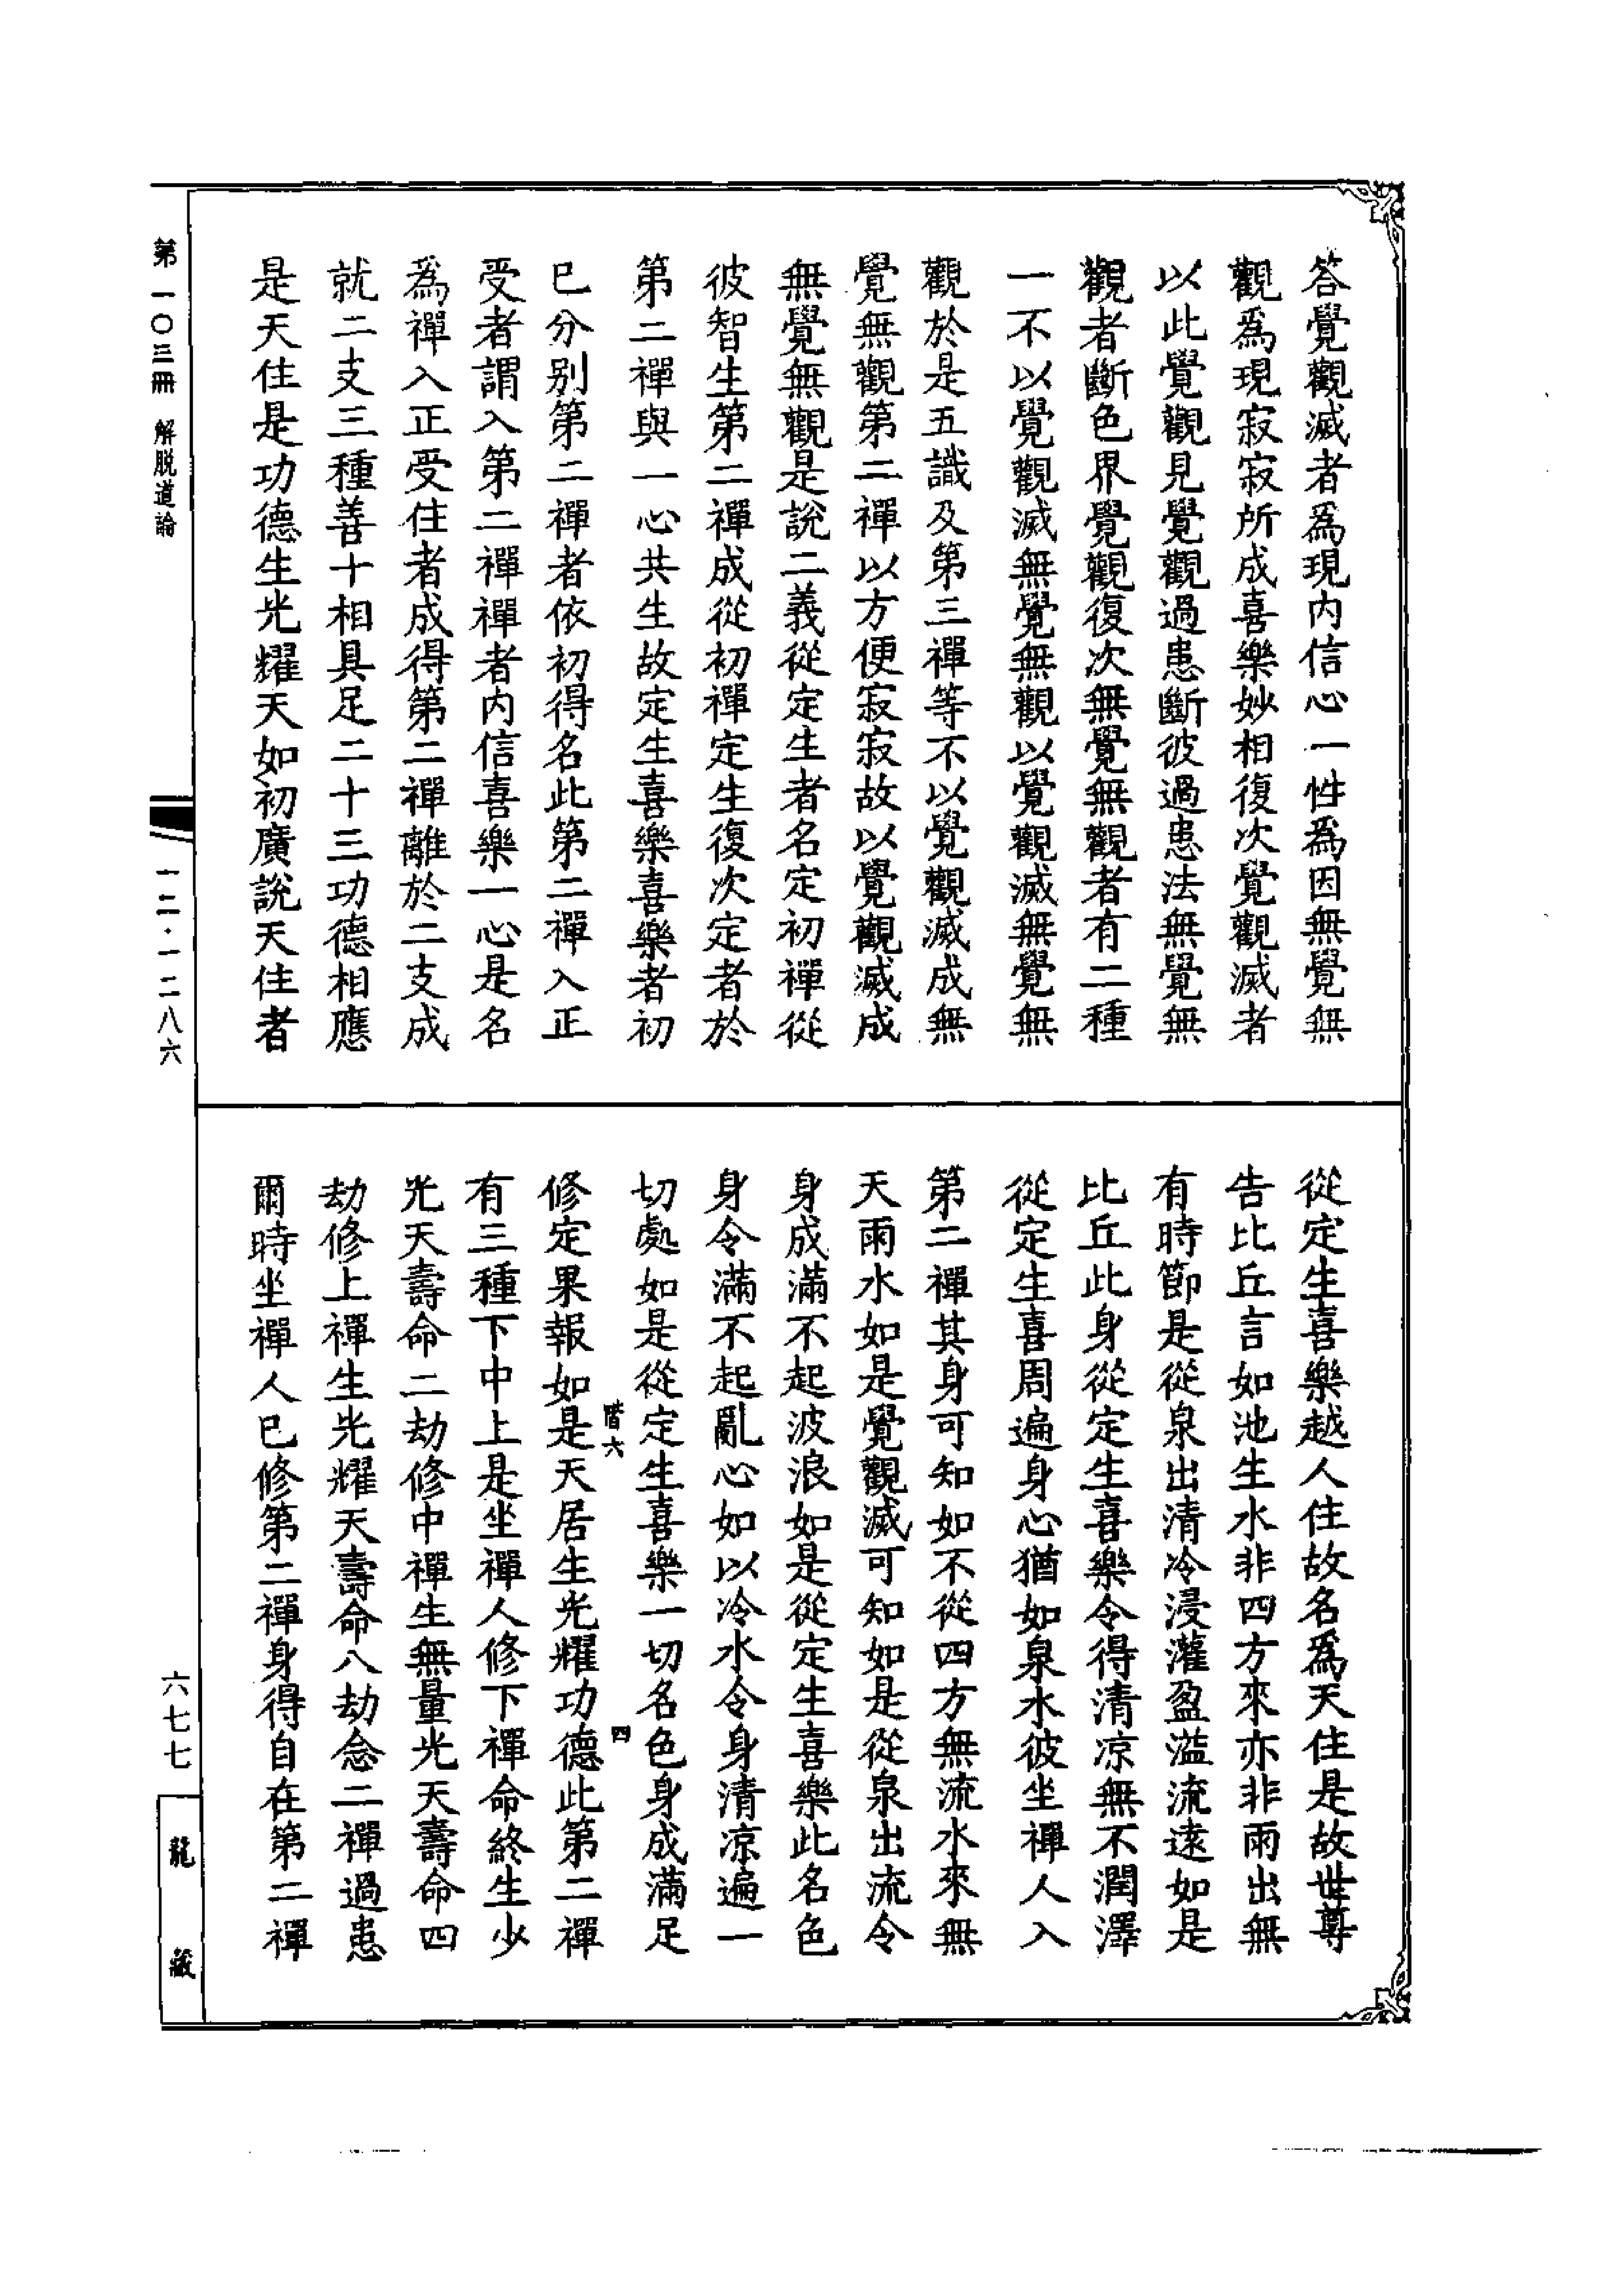 答覺觀滅者爲現內信心一性爲因無覺無
觀爲現寂寂所成喜樂妙相復次覺觀滅者
以此覺觀見覺觀過患斷彼過患法無覺無
觀者斷色界覺觀復次無覺無觀者有二種
一不以覺觀滅無覺無觀以覺觀滅無覺無
觀於是五識及第三禪等不以覺觀滅成無
覺無觀第二禪以方便寂寂故以覺觀滅成
無覺無觀是說二義從定生者名定初禪從
彼智生第二禪成從初禪定生復次定者於
第二禪與一心共生故定生喜樂喜樂者初
已分別第二禪者依初得名此第二禪入正
受者謂入第二禪禪者內信喜樂一心是名
爲禪入正受住者成得第二禪離於二支成
就二支三種善十相具足二十三功德相應
是天住是功德生光耀天如初廣說天住者
從定生喜樂越人住故名爲天住是故世尊
告比丘言如池生水非四方來亦非雨出無
有時節是從泉出清冷浸灌盈溢流遠如是
比丘此身從定生喜樂令得清凉無不潤澤
從定生喜周遍身心猶如泉水彼坐禪人入
第二禪其身可知如不從四方無流水來無
天雨水如是覺觀滅可知如是從泉出流令
身成滿不起波浪如是從定生喜樂此名色
身令滿不起亂心如以冷水令身清凉遍一
切處如是從定生喜樂一切名色身成滿足
修定果報如是天居生光耀功德此第二禪
有三種下中上是坐禪人修下禪命終生少
光天壽命二劫修中禪生無量光天壽命四
劫修上禪生光耀天壽命八劫念二禪過患
爾時坐禪人已修第二禪身得自在第二禪
階六
四
第一〇三冊 解脱道論
一二·一二八六
六七七
龍藏